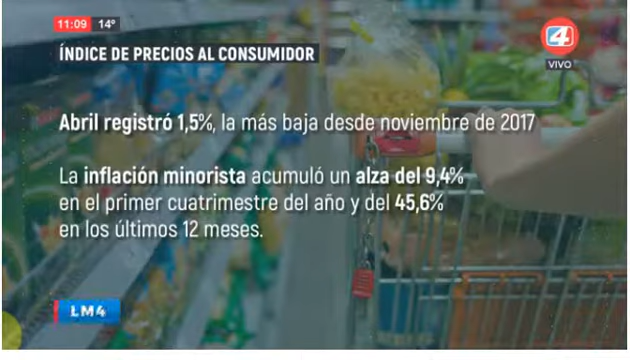 11:09 14°
4
VIVO
ÍNDICE DE PRECIOS AL CONSUMIDOR
Abril registró 1,5%, la más baja desde noviembre de 2017
La inflación minorista acumuló un alza del 9,4%
en el primer cuatrimestre del año y del 45,6%
en los últimos 12 meses.
LM4